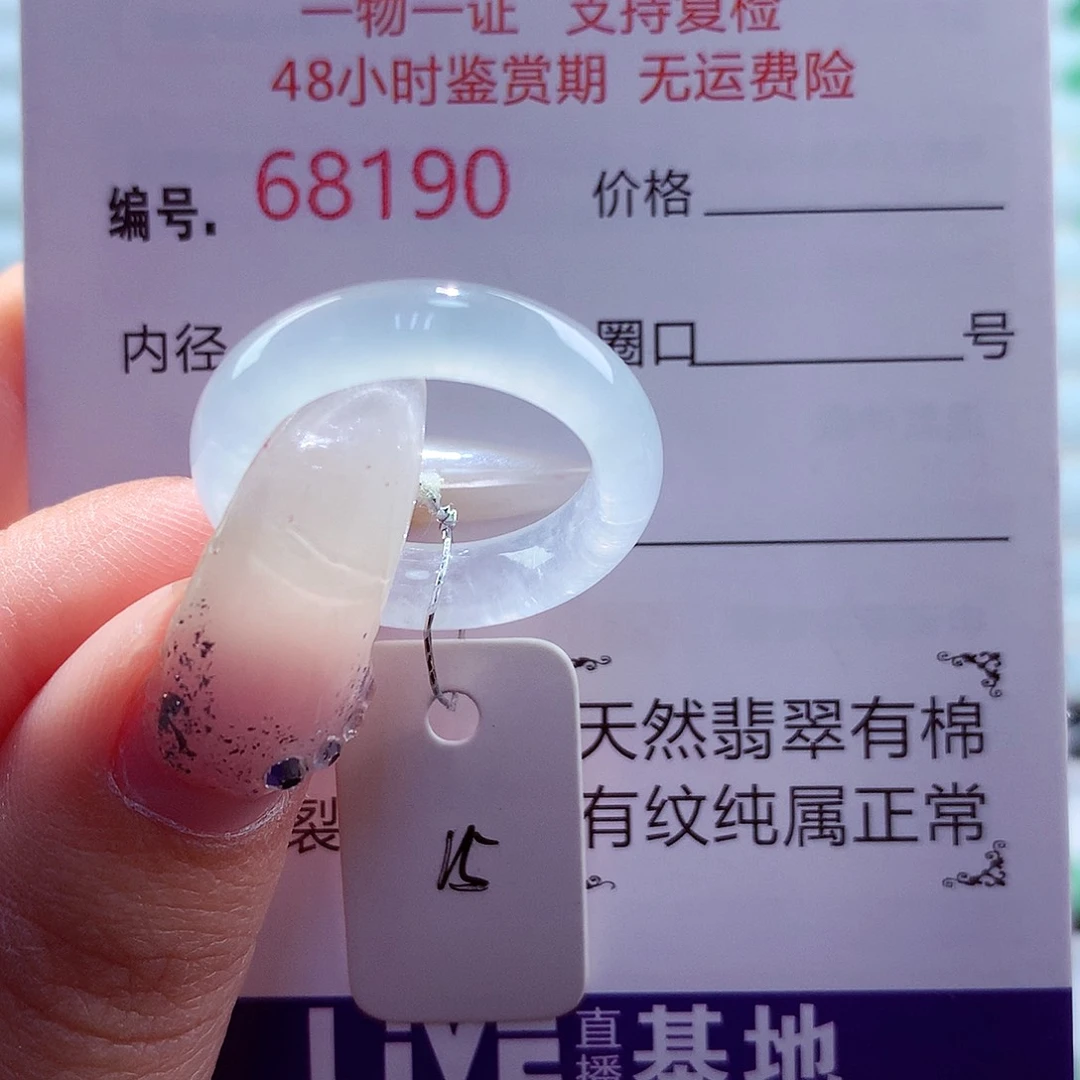 一物一证 支持复检
48小时鉴赏期 无运费险
编号. 68190 价格
内径 圈口 号
天然翡翠有棉
裂 有纹纯属正常
15
LIVE 直播 基地